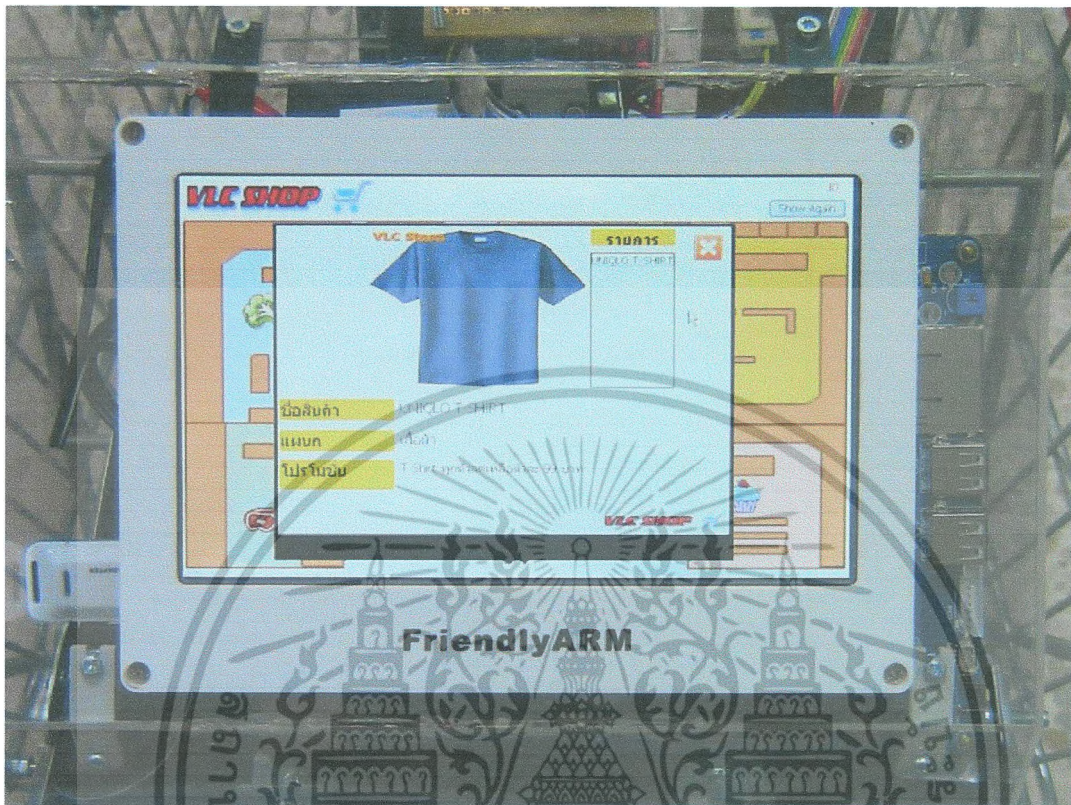 VLC SHOP
Show Again
VLC Store
รายการ
UNIQLO T-SHIRT
ชื่อสินค้า
UNIQLO T-SHIRT
แผนก
เสื้อผ้า
โปรโมชั่น
T-Shirt
VLC SHOP
FriendlyARM